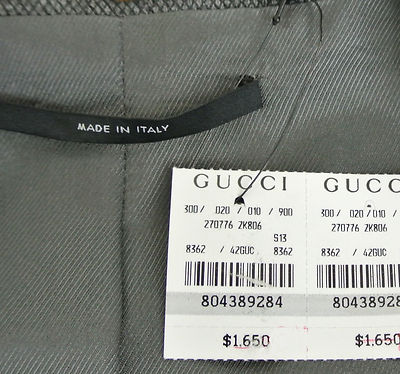 MADE IN ITALY
GUCCI
300/ 020/ 010/ 900
270776 ZK806
S13
8362 / 42GUC 8362
804389284
$1.650
GUCC
300/ 020/010/
270776 ZK806
8362 /42GUC
80438928
$1.650